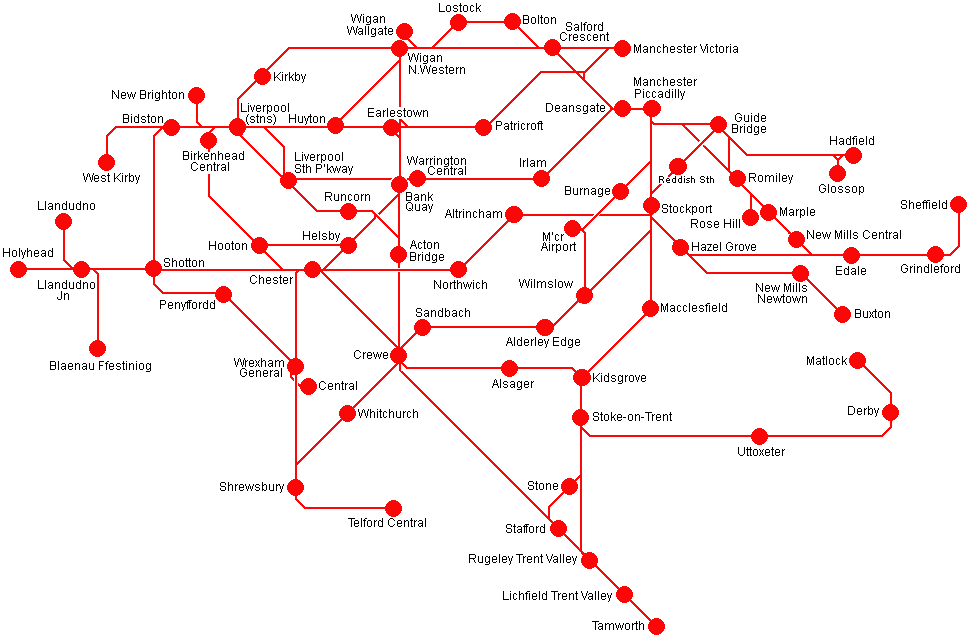 Lostock
Wigan
Wallgate
Bolton
Salford
Crescent
Manchester Victoria
Wigan
N.Western
Kirkby
New Brighton
Liverpool
(stns)
Huyton
Earlestown
Patricroft
Deansgate
Manchester
Piccadilly
Guide
Bridge
Hadfield
Bidston
West Kirby
Birkenhead
Central
Liverpool
Sth P'kway
Warrington
Central
Irlam
Bank
Quay
Burnage
Reddish Sth
Romiley
Glossop
Runcorn
Llandudno
Altrincham
Stockport
Rose Hill
Marple
Sheffield
Holyhead
Hooton
Helsby
Acton
Bridge
M'cr
Airport
Hazel Grove
New Mills Central
Edale
Grindleford
Shotton
Llandudno
Jn
Chester
Northwich
Wilmslow
New Mills
Newtown
Penyffordd
Sandbach
Alderley Edge
Macclesfield
Buxton
Blaenau Ffestiniog
Wrexham
General
Central
Crewe
Alsager
Kidsgrove
Matlock
Whitchurch
Stoke-on-Trent
Derby
Uttoxeter
Shrewsbury
Telford Central
Stone
Stafford
Rugeley Trent Valley
Lichfield Trent Valley
Tamworth